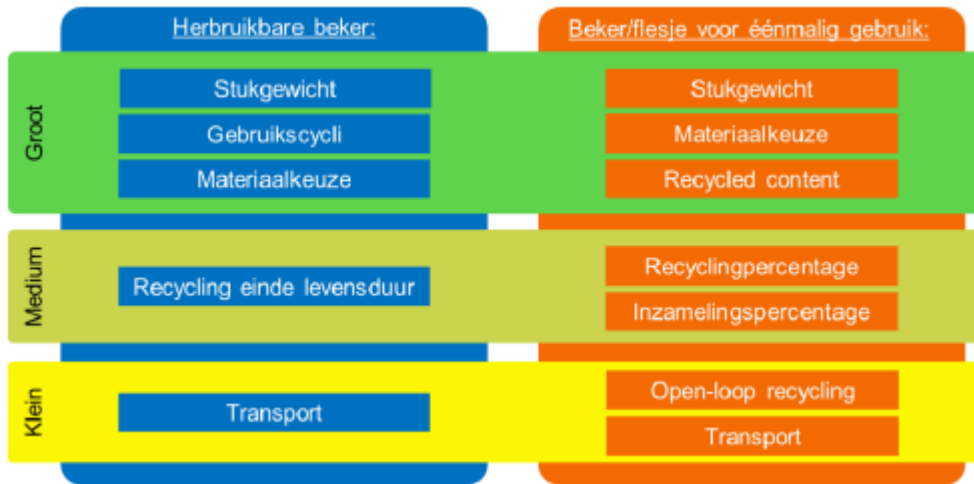 Herbruikbare beker:
Beker/flesje voor éénmalig gebruik:
Groot
Stukgewicht
Gebruikscycli
Materiaalkeuze
Stukgewicht
Materiaalkeuze
Recycled content
Medium
Recycling einde levensduur
Recyclingpercentage
Inzamelingspercentage
Klein
Transport
Open-loop recycling
Transport